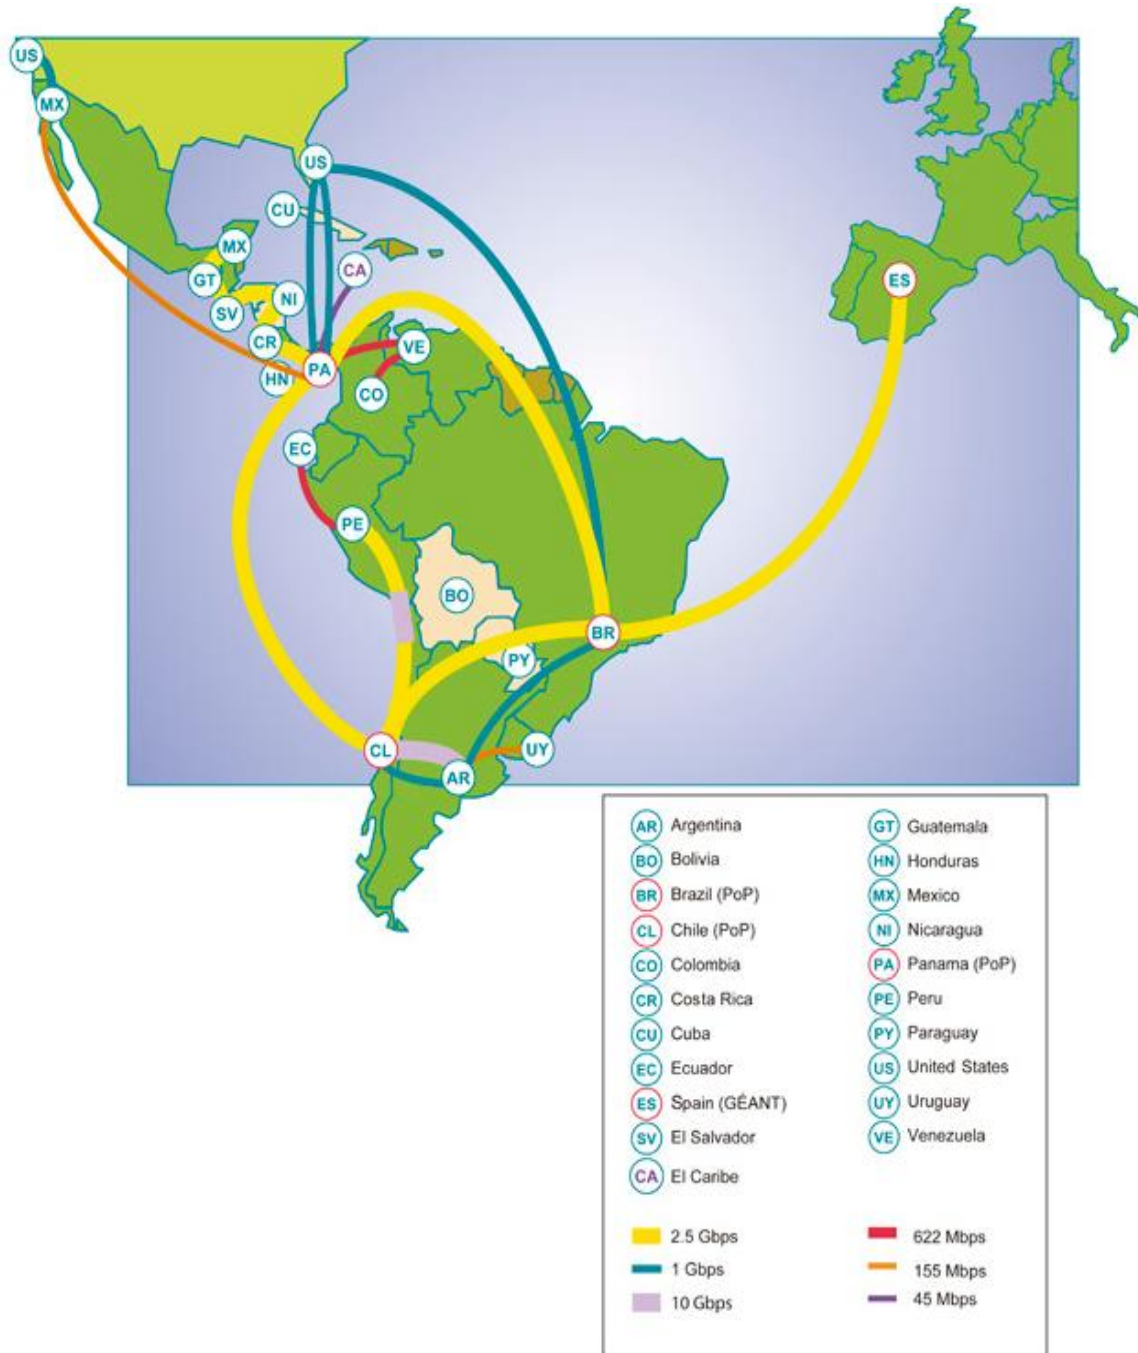 US
MX
US
CU
MX
CA
GT
NI
SV
CR
VE
PA
HN
CO
EC
PE
BO
BR
PY
CL
UY
AR
ES
AR Argentina
BO Bolivia
BR Brazil (PoP)
CL Chile (PoP)
CO Colombia
CR Costa Rica
CU Cuba
EC Ecuador
ES Spain (GÉANT)
SV El Salvador
CA El Caribe
GT Guatemala
HN Honduras
MX Mexico
NI Nicaragua
PA Panama (PoP)
PE Peru
PY Paraguay
US United States
UY Uruguay
VE Venezuela
2.5 Gbps
1 Gbps
10 Gbps
622 Mbps
155 Mbps
45 Mbps